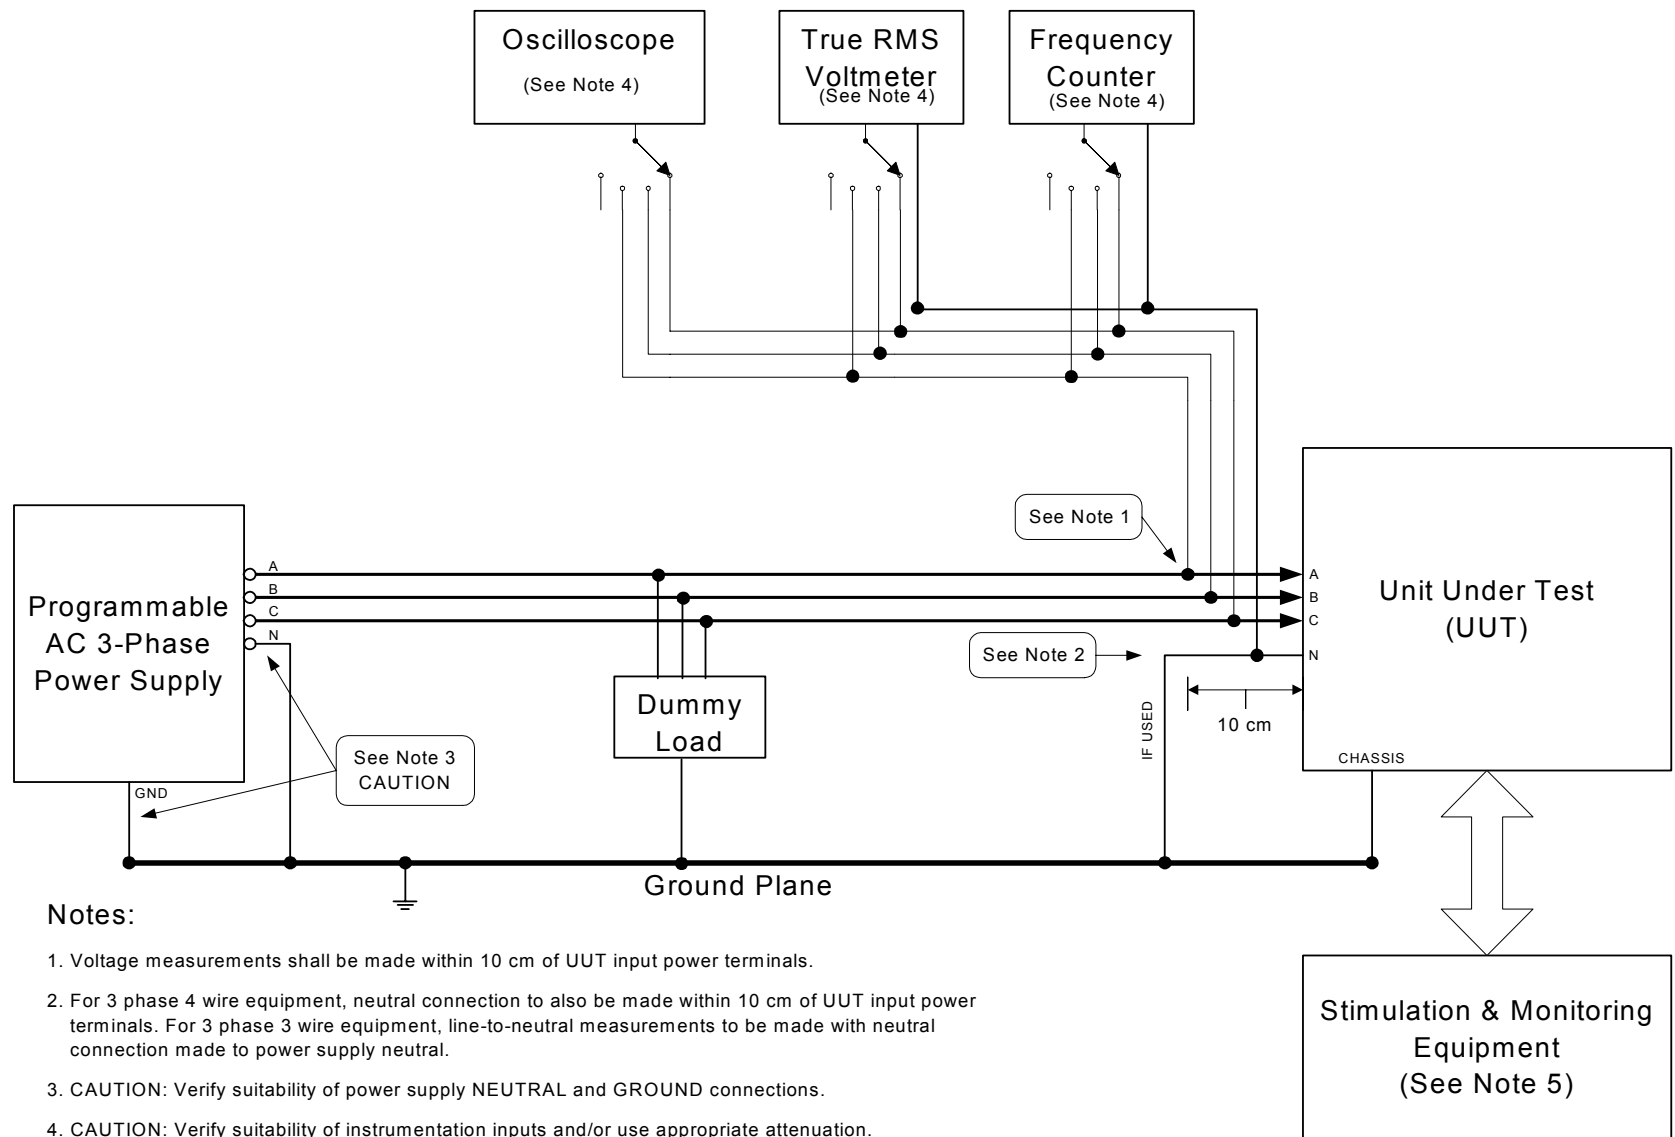 Oscilloscope
(See Note 4)
True RMS
Voltmeter
(See Note 4)
Frequency
Counter
(See Note 4)
See Note 1
Programmable
AC 3-Phase
Power Supply
A
B
C
N
GND
See Note 3
CAUTION
Dummy
Load
See Note 2
IF USED
10 cm
A
B
C
N
Unit Under Test
(UUT)
CHASSIS
Ground Plane
Stimulation & Monitoring
Equipment
(See Note 5)
Notes:
1. Voltage measurements shall be made within 10 cm of UUT input power terminals.
2. For 3 phase 4 wire equipment, neutral connection to also be made within 10 cm of UUT input power
terminals. For 3 phase 3 wire equipment, line-to-neutral measurements to be made with neutral
connection made to power supply neutral.
3. CAUTION: Verify suitability of power supply NEUTRAL and GROUND connections.
4. CAUTION: Verify suitability of instrumentation inputs and/or use appropriate attenuation.